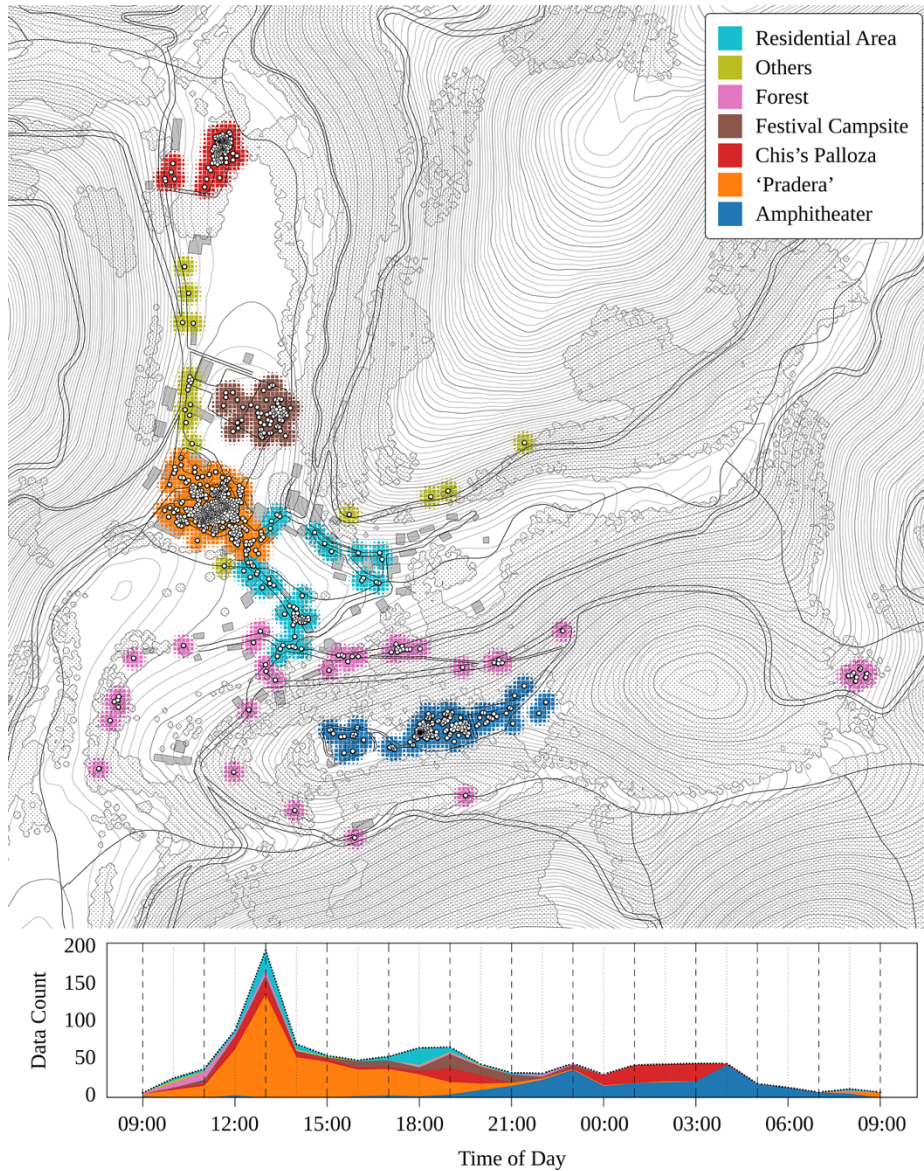 Residential Area
Others
Forest
Festival Campsite
Chis's Palloza
'Pradera'
Amphitheater
200
150
100
50
0
Data Count
09:00 12:00 15:00 18:00 21:00 00:00 03:00 06:00 09:00
Time of Day